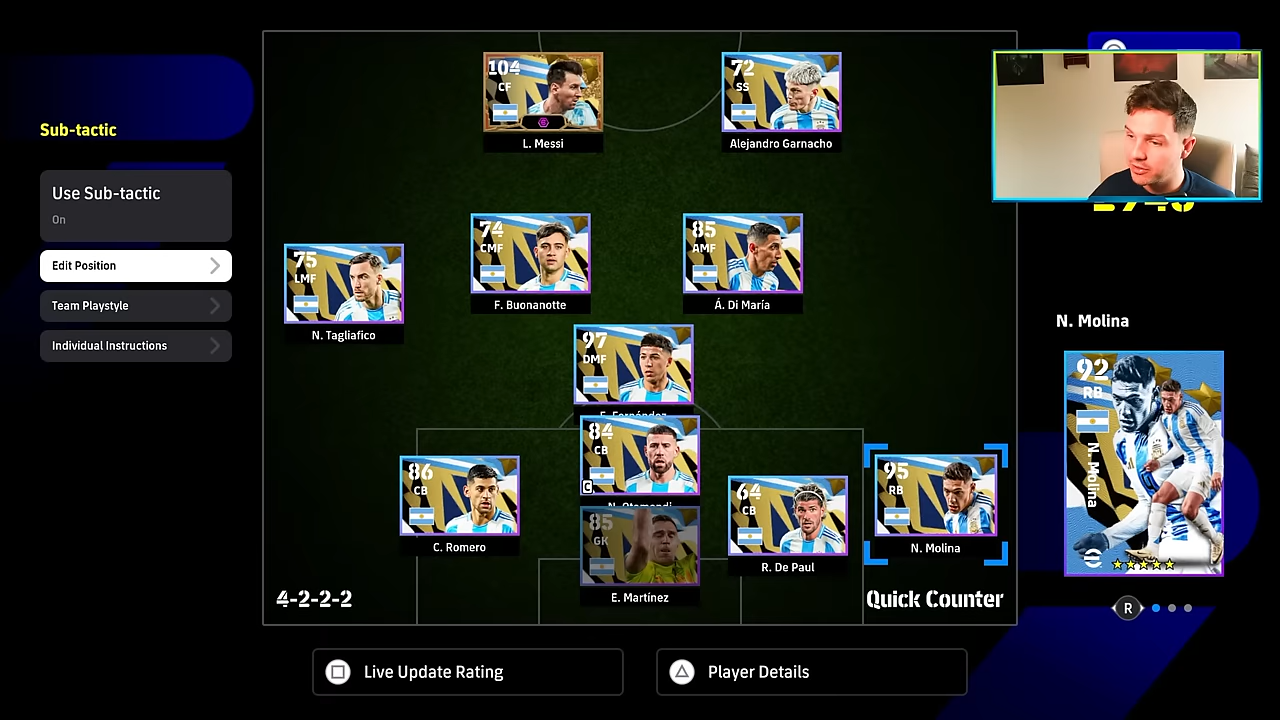 Sub-tactic
Use Sub-tactic
On
Edit Position
Team Playstyle
Individual Instructions
104
CF
L. Messi
72
SS
Alejandro Garnacho
75
LMF
N. Tagliafico
74
CMF
F. Buonanotte
85
AMF
Á. Di María
97
DMF
E. Fernández
86
CB
C. Romero
84
CB
C
N. Otamendi
85
GK
E. Martínez
64
CB
R. De Paul
95
RB
N. Molina
4-2-2-2
Quick Counter
N. Molina
92
RB
N. Molina
R
Live Update Rating
Player Details